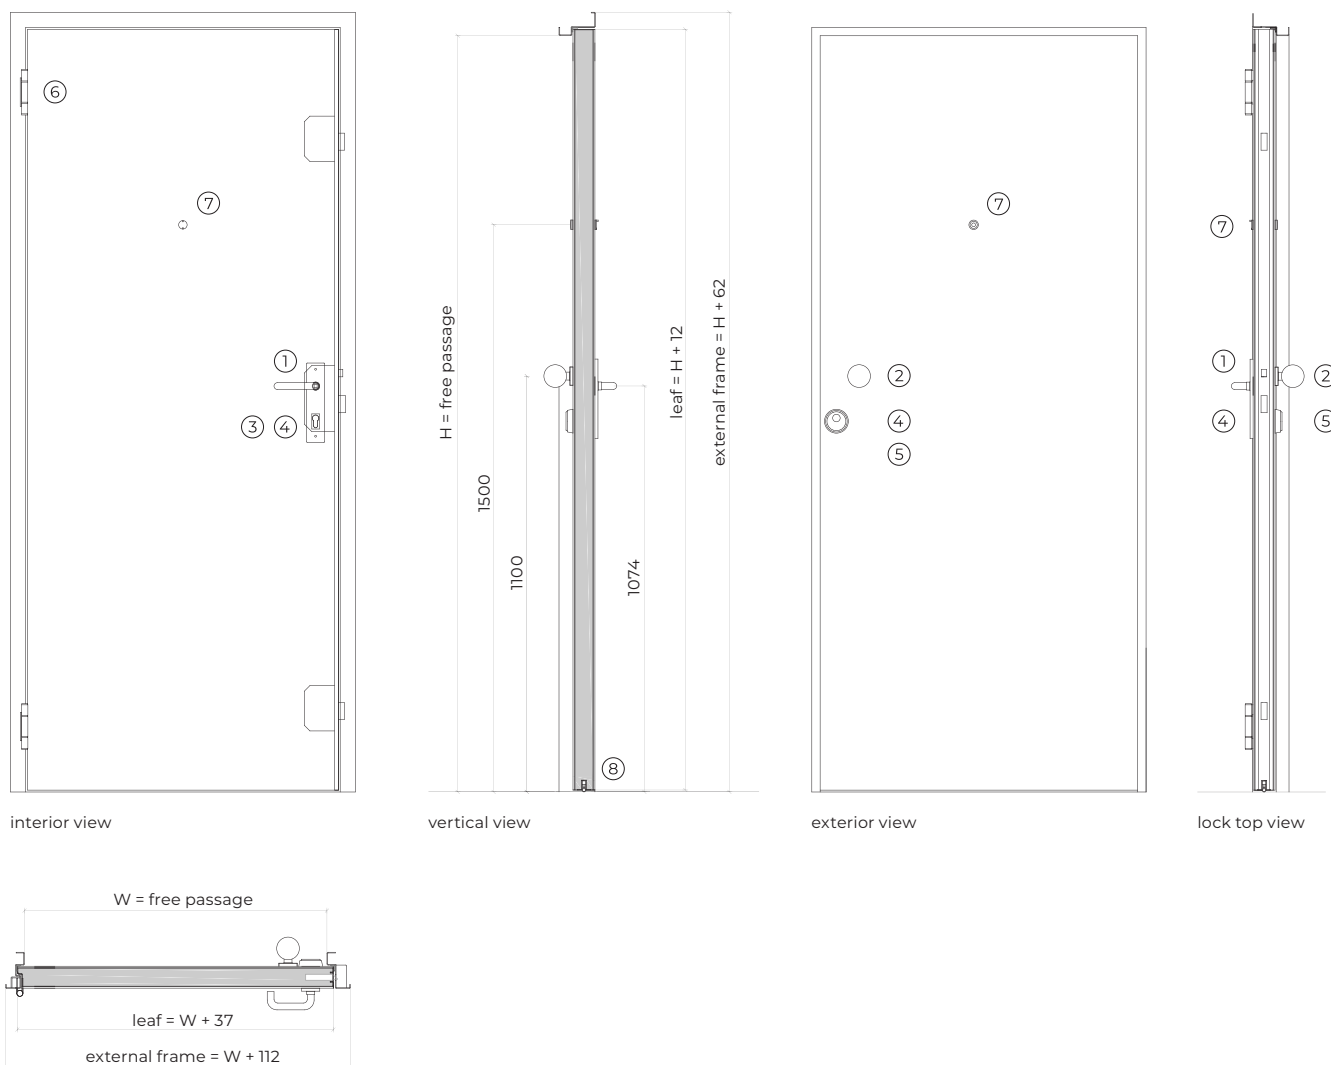 6
7
1
3 4
interior view
H = free passage
1500
1100
1074
leaf = H + 12
external frame = H + 62
8
vertical view
7
2
4
5
exterior view
7
1
2
4
5
lock top view
W = free passage
leaf = W + 37
external frame = W + 112